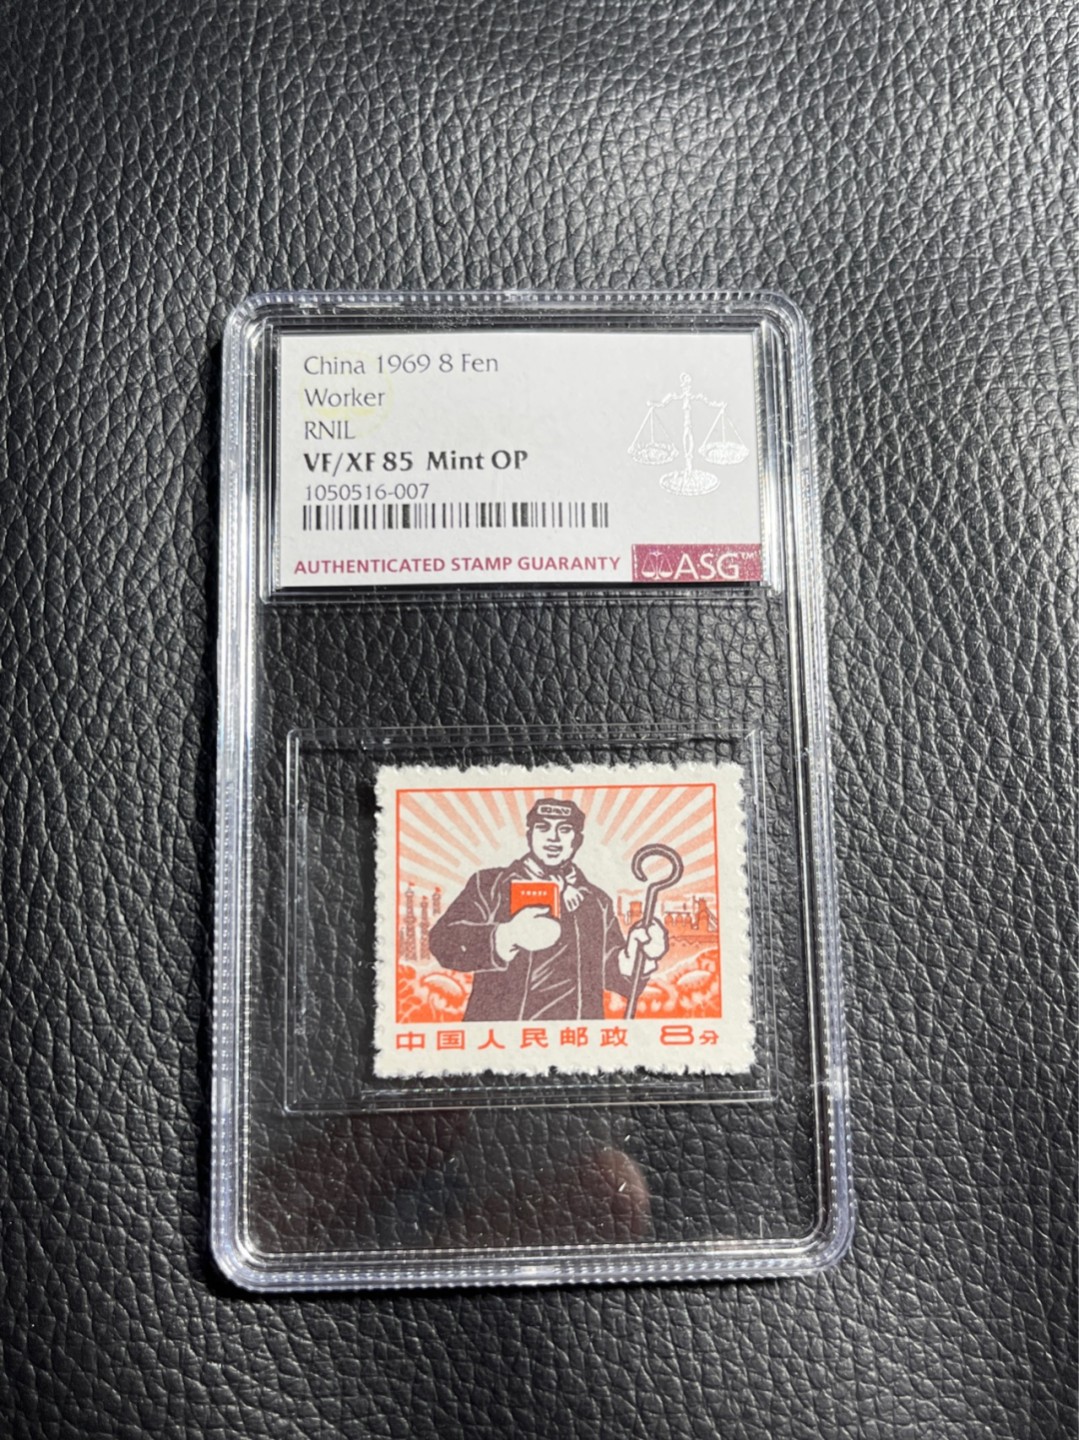 China 1969 8 Fen
Worker
RNIL
VF/XF 85 Mint OP
1050516-007
AUTHENTICATED STAMP GUARANTY
ASG™
中国人民邮政 8分